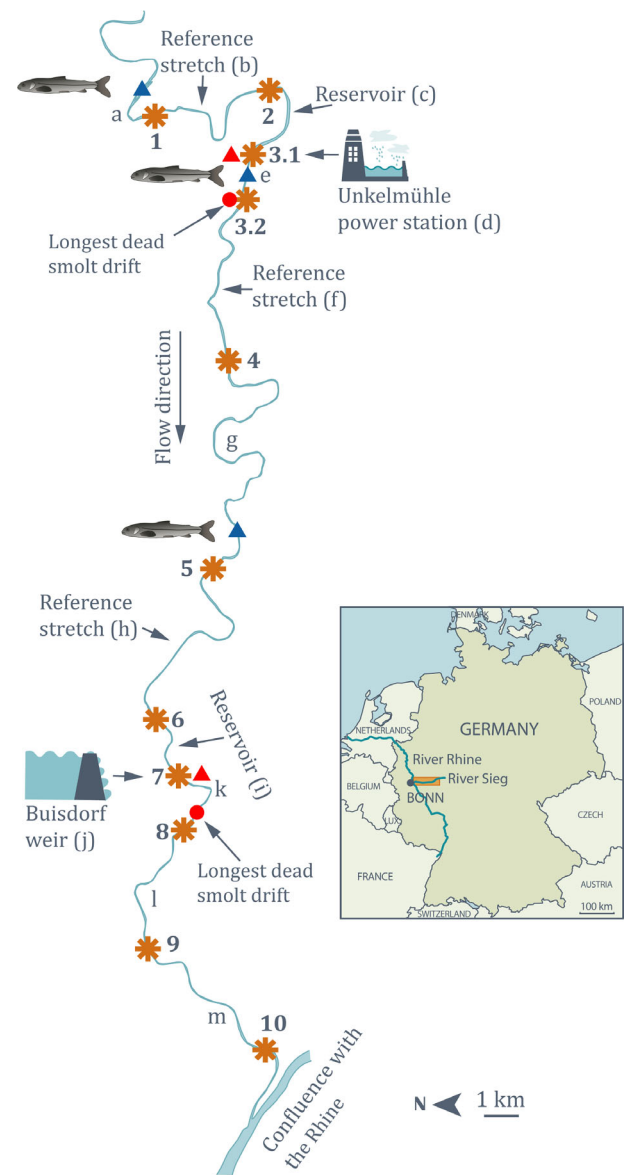 Reference
stretch (b)
a
1
2
Reservoir (c)
3.1
e
Unkelmühle
power station (d)
3.2
Longest dead
smolt drift
Reference
stretch (f)
Flow direction
4
g
5
Reference
stretch (h)
6
Reservoir (i)
7
k
Buisdorf
weir (j)
8
Longest dead
smolt drift
l
9
m
10
Confluence with
the Rhine
N
1 km
DENMARK
POLAND
NETHERLANDS
GERMANY
River Rhine
River Sieg
BELGIUM
BONN
LUX
CZECH
FRANCE
AUSTRIA
SWITZERLAND
100 km